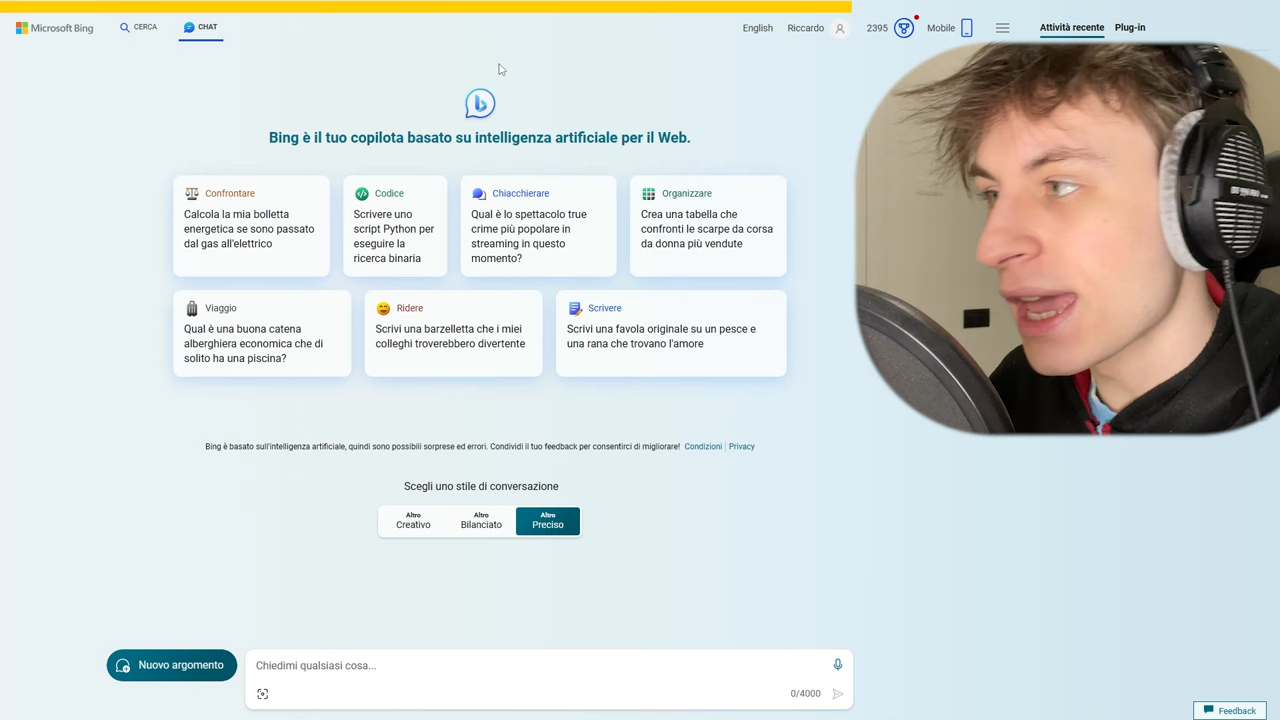 Microsoft Bing
CERCA
CHAT
English
Riccardo
2395
Mobile
Attività recente
Plug-in
Bing è il tuo copilota basato su intelligenza artificiale per il Web.
Confrontare
Calcola la mia bolletta
energetica se sono passato
dal gas all'elettrico
Codice
Scrivere uno
script Python per
eseguire la
ricerca binaria
Chiacchierare
Qual è lo spettacolo true
crime più popolare in
streaming in questo
momento?
Organizzare
Crea una tabella che
confronti le scarpe da corsa
da donna più vendute
Viaggio
Qual è una buona catena
alberghiera economica che di
solito ha una piscina?
Ridere
Scrivi una barzelletta che i miei
colleghi troverebbero divertente
Scrivere
Scrivi una favola originale su un pesce e
una rana che trovano l'amore
Bing è basato sull'intelligenza artificiale, quindi sono possibili sorprese ed errori. Condividi il tuo feedback per consentirci di migliorare! Condizioni Privacy
Scegli uno stile di conversazione
Altro
Creativo
Altro
Bilanciato
Altro
Preciso
Nuovo argomento
Chiedimi qualsiasi cosa...
0/4000
Feedback